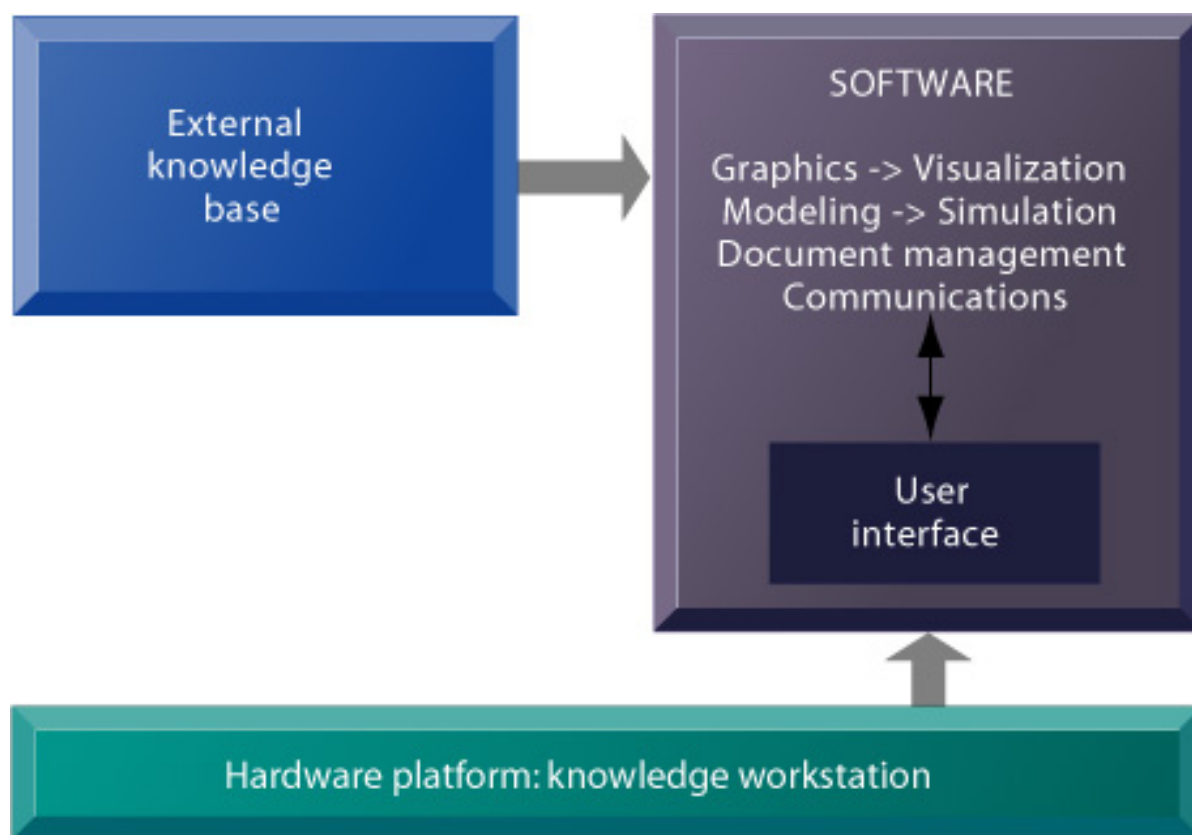 External
knowledge
base
SOFTWARE
Graphics -> Visualization
Modeling -> Simulation
Document management
Communications
User
interface
Hardware platform: knowledge workstation